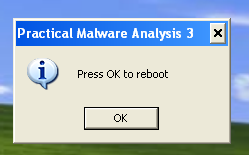 Practical Malware Analysis 3
Press OK to reboot
OK